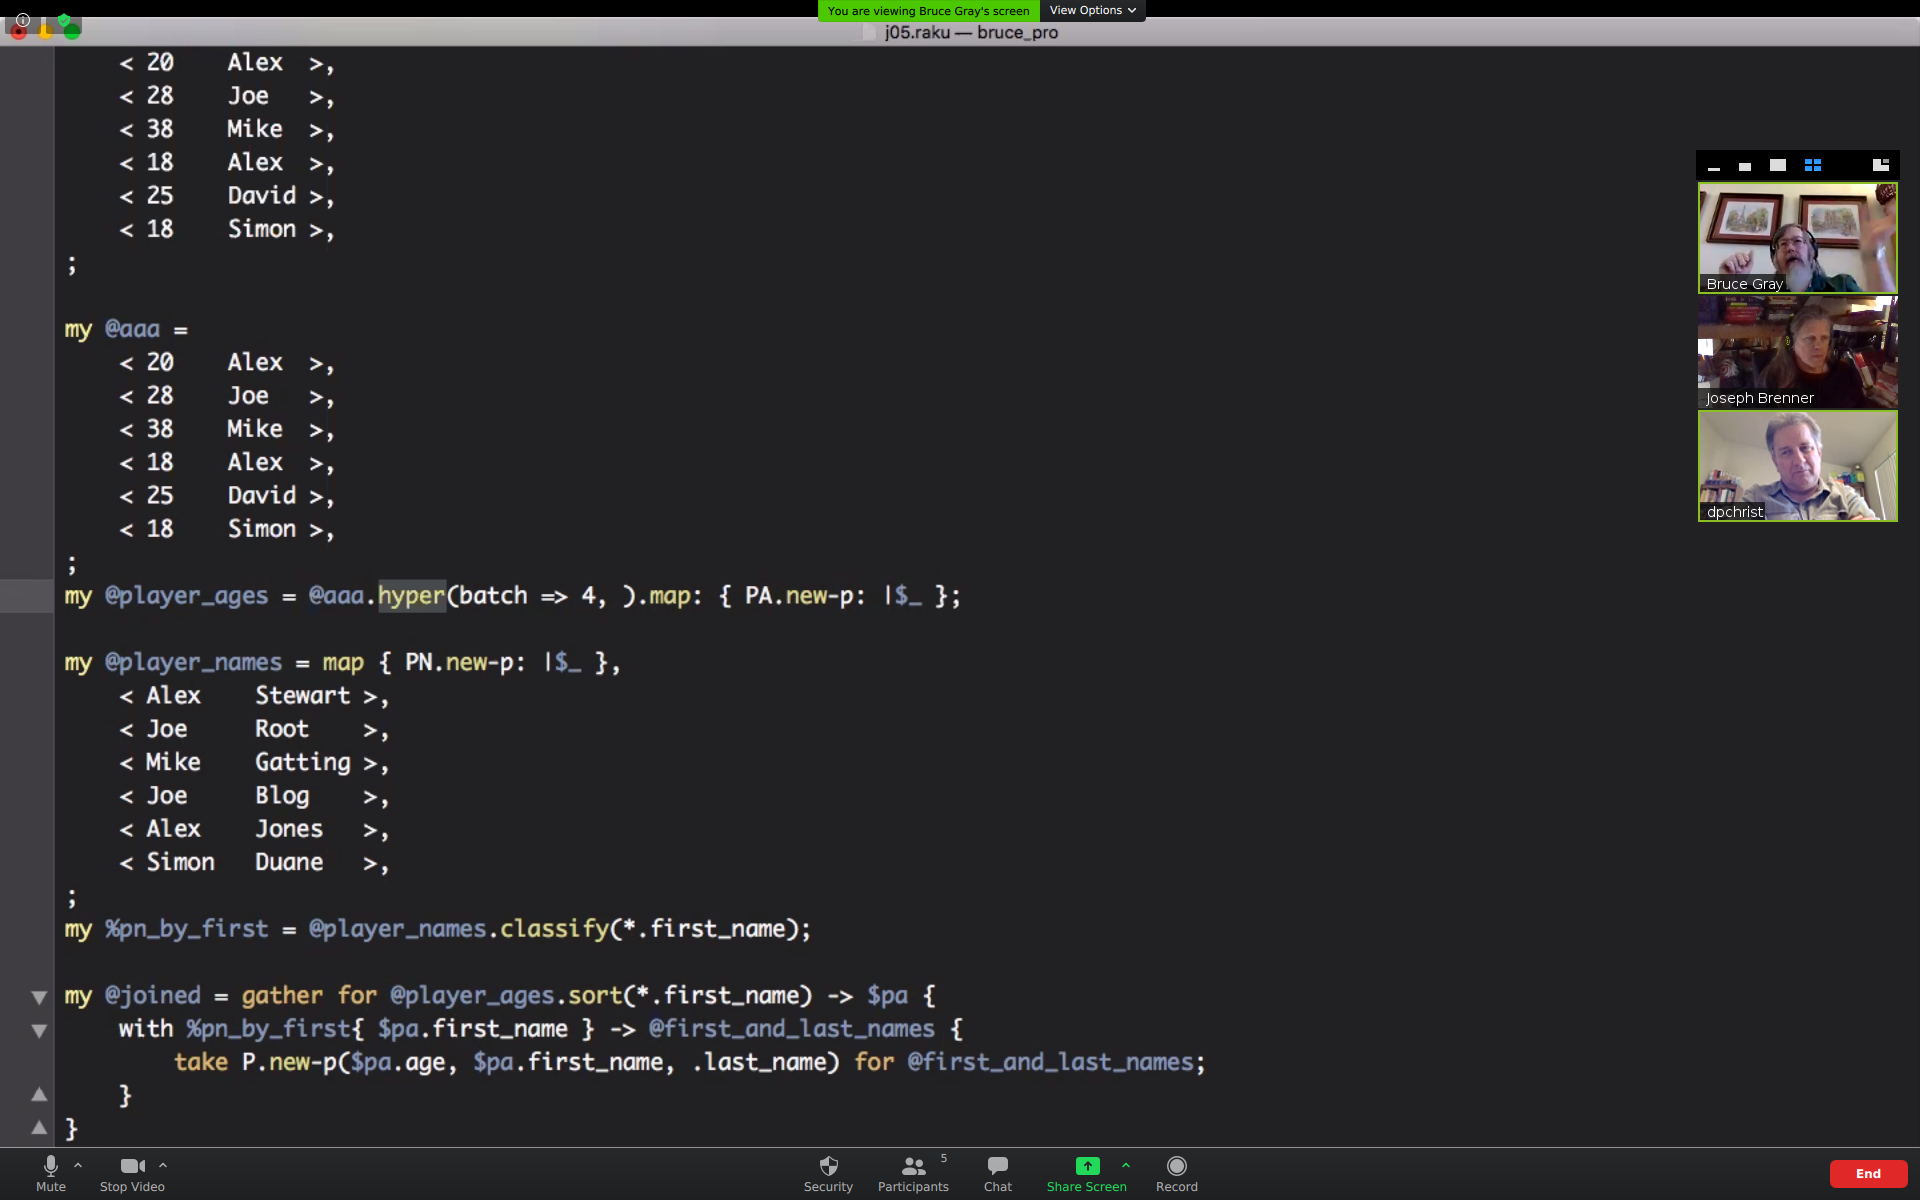 You are viewing Bruce Gray's screen View Options
j05.raku — bruce_pro
< 20 Alex >,
< 28 Joe >,
< 38 Mike >,
< 18 Alex >,
< 25 David >,
< 18 Simon >,
;
my @aaa =
< 20 Alex >,
< 28 Joe >,
< 38 Mike >,
< 18 Alex >,
< 25 David >,
< 18 Simon >,
;
my @player_ages = @aaa.hyper(batch => 4, ).map: { PA.new-p: |$_ };
my @player_names = map { PN.new-p: |$_ },
< Alex Stewart >,
< Joe Root >,
< Mike Gatting >,
< Joe Blog >,
< Alex Jones >,
< Simon Duane >,
;
my %pn_by_first = @player_names.classify(*.first_name);
my @joined = gather for @player_ages.sort(*.first_name) -> $pa {
with %pn_by_first{ $pa.first_name } -> @first_and_last_names {
take P.new-p($pa.age, $pa.first_name, .last_name) for @first_and_last_names;
}
}
Bruce Gray
Joseph Brenner
dpchrist
Mute Stop Video Security Participants 5 Chat Share Screen Record End